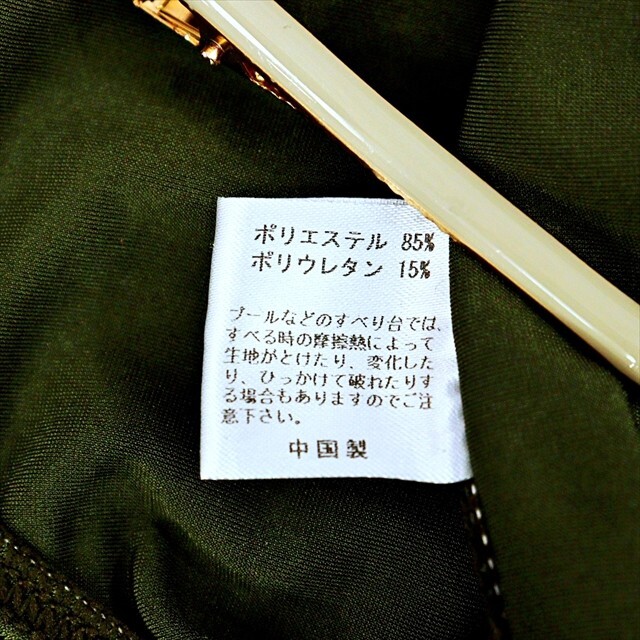 ポリエステル 85%
ポリウレタン 15%
プールなどのすべり台では、
すべる時の摩擦熱によって
生地がとけたり、変化した
り、ひっかけて破れたりす
る場合もありますのでご注
意下さい。
中国製